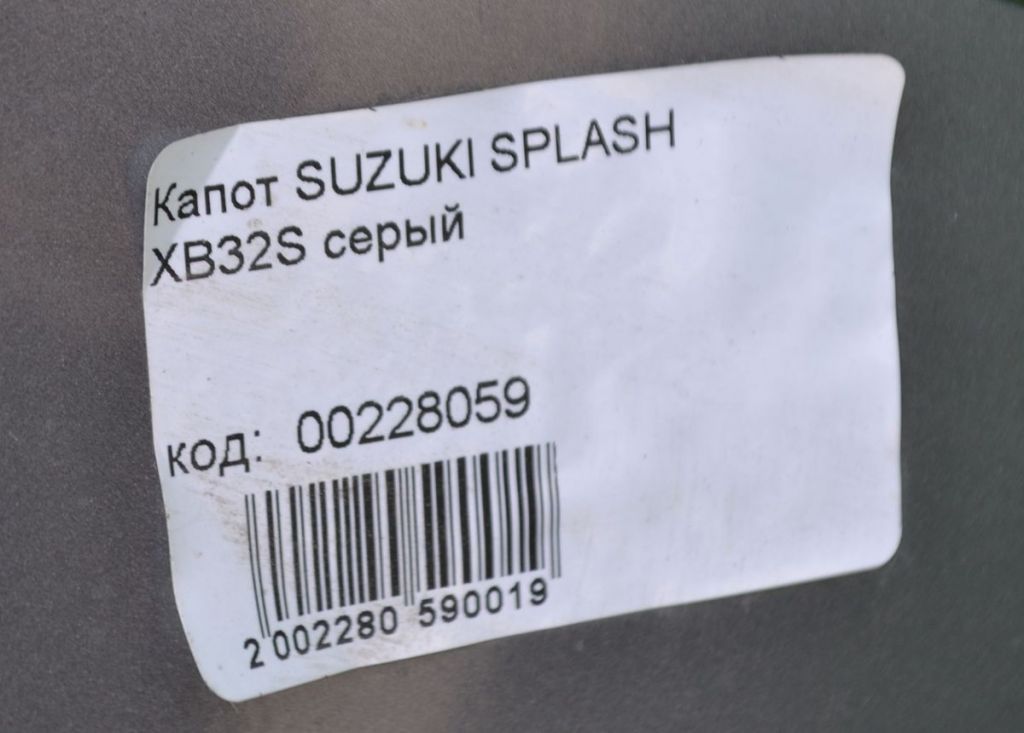 Капот SUZUKI SPLASH
XB32S серый
код: 00228059
2 002280 590019